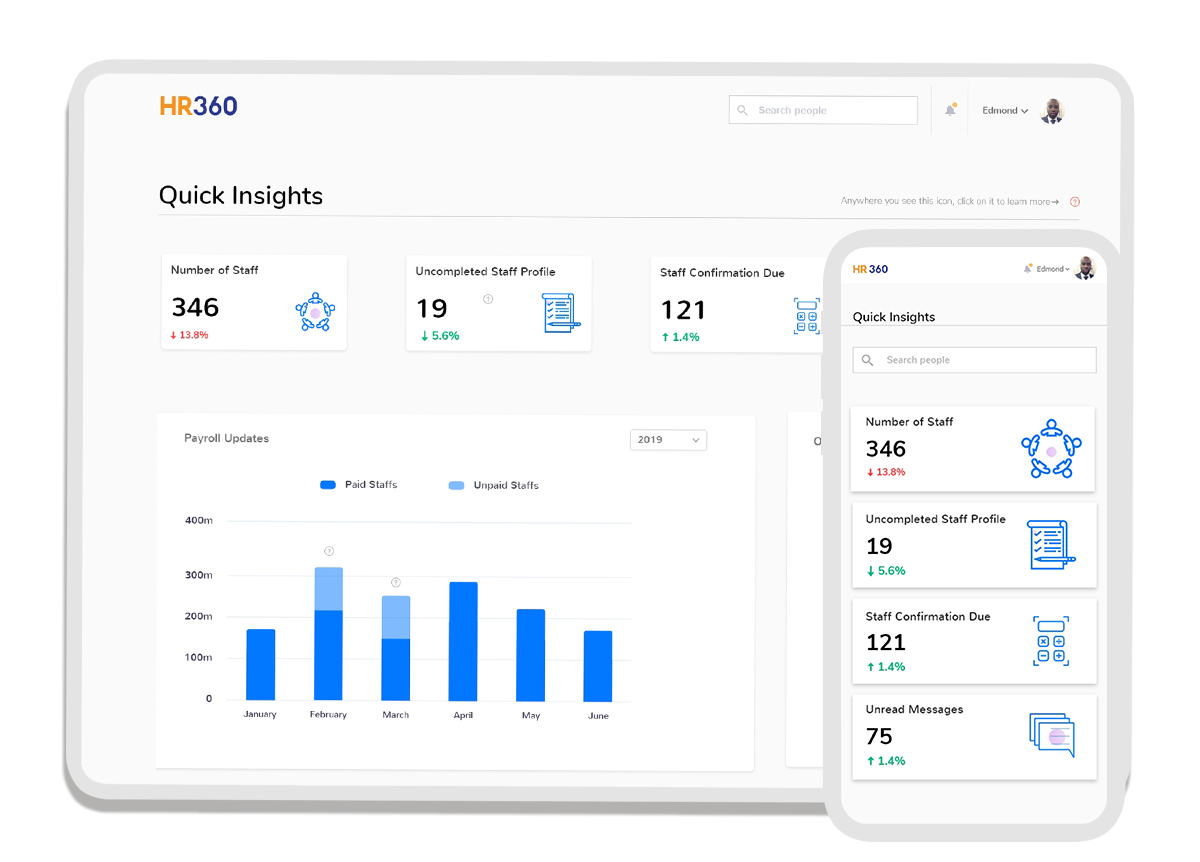 HR360
Search people
Edmond
Quick Insights
Anywhere you see this icon, click on it to learn more→ ?
Number of Staff
346
↓ 13.8%
Uncompleted Staff Profile
19 ?
↓ 5.6%
Staff Confirmation Due
121
↑ 1.4%
Payroll Updates
2019
Paid Staffs
Unpaid Staffs
400m
300m
200m
100m
0
?
?
January
February
March
April
May
June
HR360
Edmond
Quick Insights
Search people
Number of Staff
346
↓ 13.8%
Uncompleted Staff Profile
19
↓ 5.6%
Staff Confirmation Due
121
↑ 1.4%
Unread Messages
75
↑ 1.4%